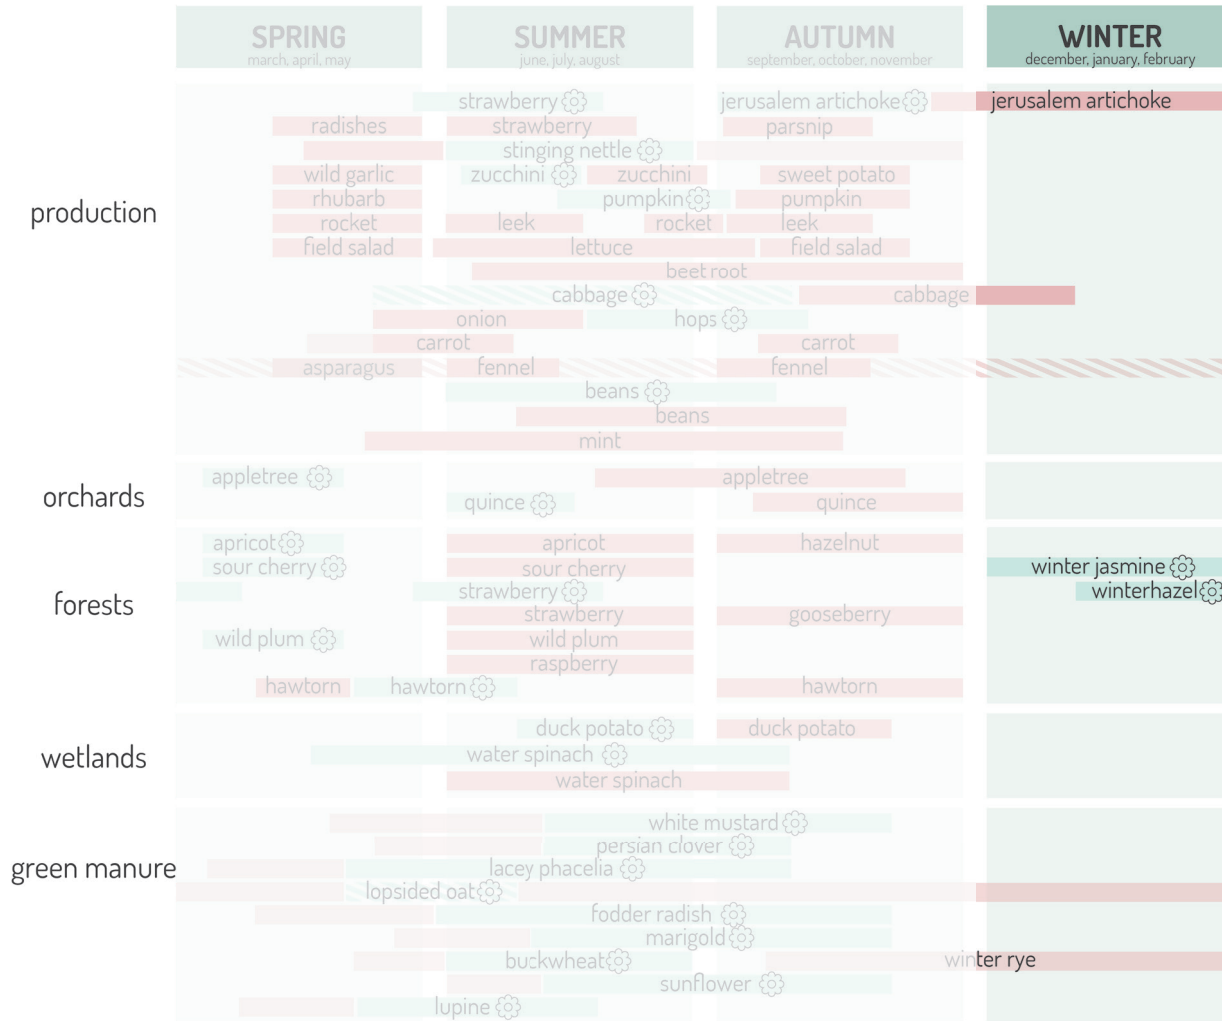 SPRING SUMMER AUTUMN WINTER
march, april, may june, july, august september, october, november december, january, february
strawberry jerusalem artichoke jerusalem artichoke
radishes strawberry parsnip
stinging nettle
wild garlic zucchini zucchini sweet potato
production rhubarb pumpkin pumpkin
rocket leek rocket leek
field salad lettuce field salad
beet root
cabbage cabbage
onion hops
carrot carrot
asparagus fennel fennel
beans
beans
mint
appletree appletree
orchards quince quince
apricot apricot hazelnut
sour cherry sour cherry winter jasmine
forests strawberry winterhazel
strawberry gooseberry
wild plum wild plum
raspberry
hawtorn hawtorn hawtorn
duck potato duck potato
wetlands water spinach
water spinach
white mustard
persian clover
green manure lacey phacelia
lopsided oat
fodder radish
marigold
buckwheat winter rye
sunflower
lupine